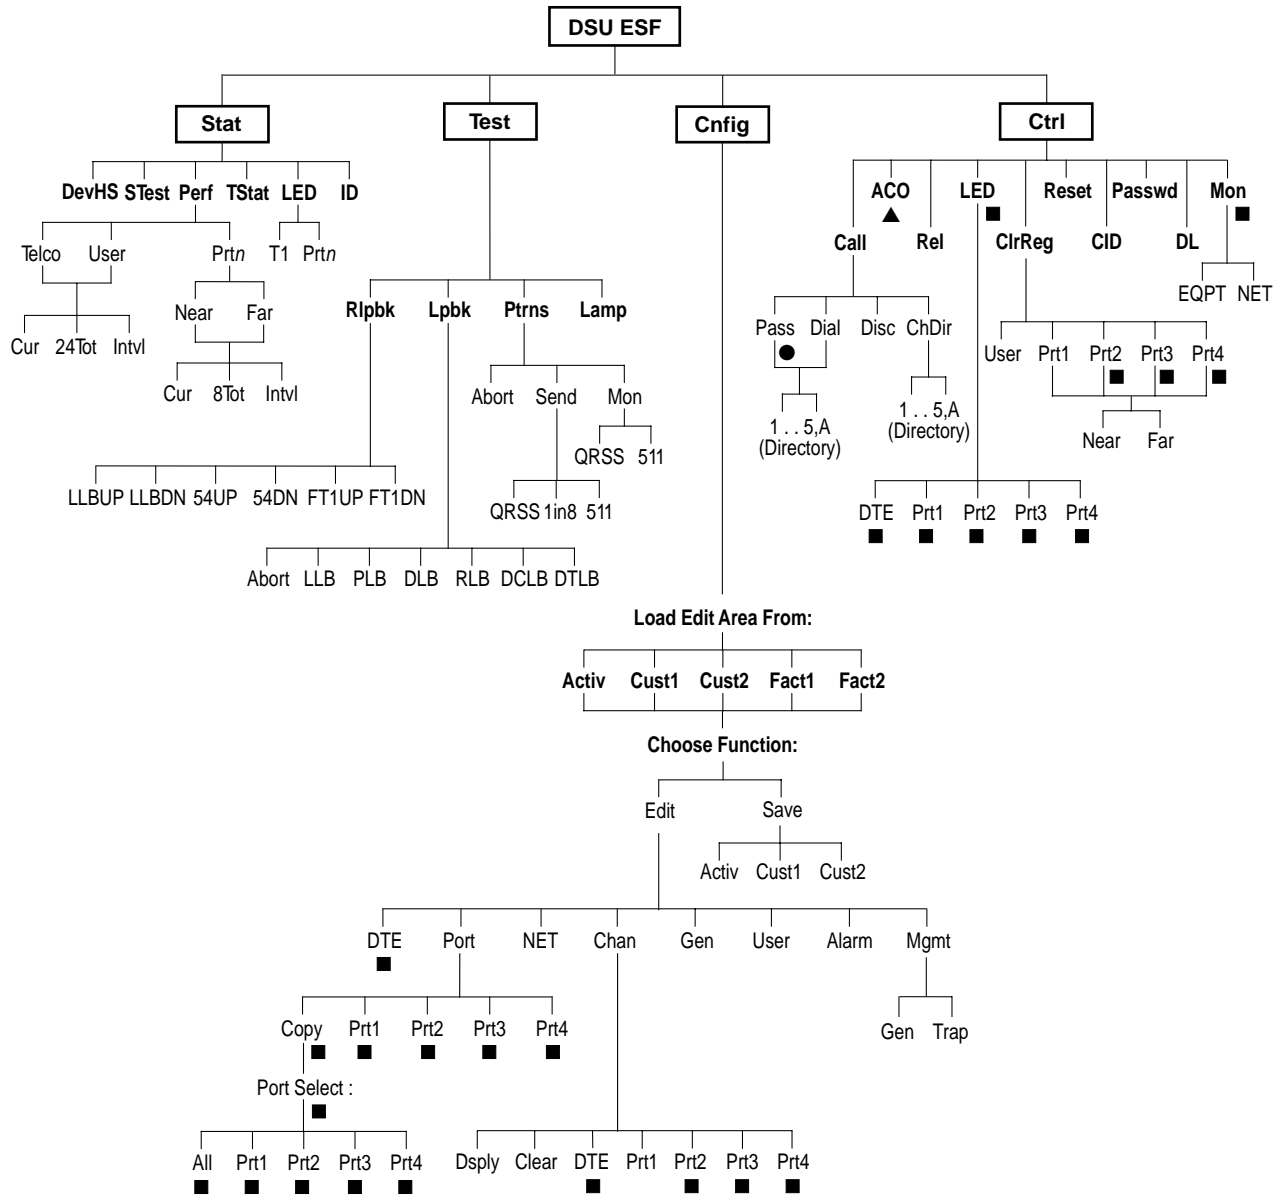 DSU ESF
Stat Test Cnfig Ctrl
DevHS STest Perf TStat LED ID
ACO LED Reset Passwd Mon
Call Rel ClrReg CID DL
Telco User Prtn T1 Prtn
EQPT NET
Near Far Rlpbk Lpbk Ptrns Lamp
Pass Dial Disc ChDir
Cur 24Tot Intvl
User Prt1 Prt2 Prt3 Prt4
Cur 8Tot Intvl Abort Send Mon
1 . . 5,A 1 . . 5,A
(Directory) (Directory)
Near Far
QRSS 511
LLBUP LLBDN 54UP 54DN FT1UP FT1DN
QRSS 1in8 511
DTE Prt1 Prt2 Prt3 Prt4
Abort LLB PLB DLB RLB DCLB DTLB
Load Edit Area From:
Activ Cust1 Cust2 Fact1 Fact2
Choose Function:
Edit Save
Activ Cust1 Cust2
DTE Port NET Chan Gen User Alarm Mgmt
Copy Prt1 Prt2 Prt3 Prt4
Gen Trap
Port Select :
All Prt1 Prt2 Prt3 Prt4
Dsply Clear DTE Prt1 Prt2 Prt3 Prt4